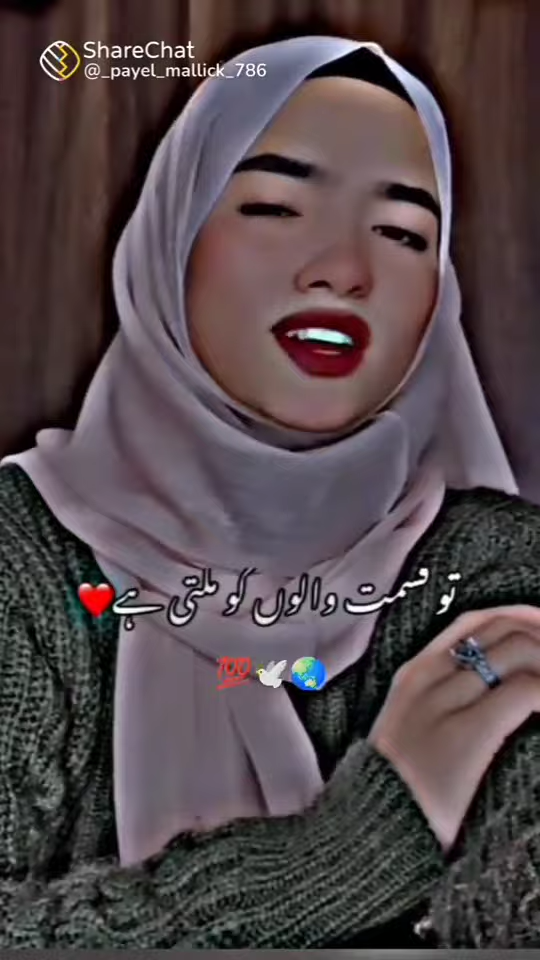 ShareChat
@_payel_mallick_786
تو قسمت والوں کو ملتی ہے❤️
💯🕊️🌏